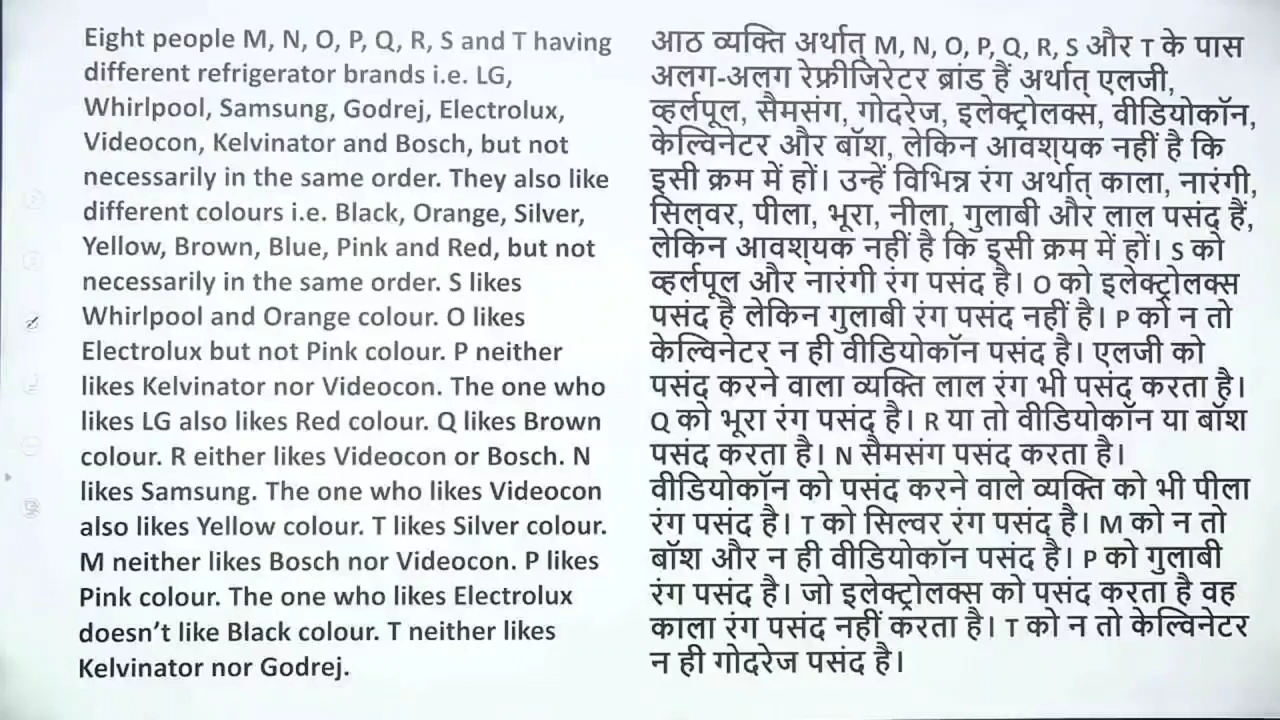 Eight people M, N, O, P, Q, R, S and T having
different refrigerator brands i.e. LG,
Whirlpool, Samsung, Godrej, Electrolux,
Videocon, Kelvinator and Bosch, but not
necessarily in the same order. They also like
different colours i.e. Black, Orange, Silver,
Yellow, Brown, Blue, Pink and Red, but not
necessarily in the same order. S likes
Whirlpool and Orange colour. O likes
Electrolux but not Pink colour. P neither
likes Kelvinator nor Videocon. The one who
likes LG also likes Red colour. Q likes Brown
colour. R either likes Videocon or Bosch. N
likes Samsung. The one who likes Videocon
also likes Yellow colour. T likes Silver colour.
M neither likes Bosch nor Videocon. P likes
Pink colour. The one who likes Electrolux
doesn't like Black colour. T neither likes
Kelvinator nor Godrej.
आठ व्यक्ति अर्थात् M, N, O, P, Q, R, S और T के पास
अलग-अलग रेफ्रीजिरेटर ब्रांड हैं अर्थात् एलजी,
व्हर्लपूल, सैमसंग, गोदरेज, इलेक्ट्रोलक्स, वीडियोकॉन,
केल्विनेटर और बॉश, लेकिन आवश्यक नहीं है कि
इसी क्रम में हों। उन्हें विभिन्न रंग अर्थात् काला, नारंगी,
सिल्वर, पीला, भूरा, नीला, गुलाबी और लाल पसंद हैं,
लेकिन आवश्यक नहीं है कि इसी क्रम में हों। S को
व्हर्लपूल और नारंगी रंग पसंद है। O को इलेक्ट्रोलक्स
पसंद है लेकिन गुलाबी रंग पसंद नहीं है। P को न तो
केल्विनेटर न ही वीडियोकॉन पसंद है। एलजी को
पसंद करने वाला व्यक्ति लाल रंग भी पसंद करता है।
Q को भूरा रंग पसंद है। R या तो वीडियोकॉन या बॉश
पसंद करता है। N सैमसंग पसंद करता है।
वीडियोकॉन को पसंद करने वाले व्यक्ति को भी पीला
रंग पसंद है। T को सिल्वर रंग पसंद है। M को न तो
बॉश और न ही वीडियोकॉन पसंद है। P को गुलाबी
रंग पसंद है। जो इलेक्ट्रोलक्स को पसंद करता है वह
काला रंग पसंद नहीं करता है। T को न तो केल्विनेटर
न ही गोदरेज पसंद है।